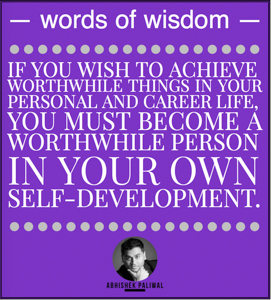 — words of wisdom —
IF YOU WISH TO ACHIEVE
WORTHWHILE THINGS IN YOUR
PERSONAL AND CAREER LIFE,
YOU MUST BECOME A
WORTHWHILE PERSON
IN YOUR OWN
SELF-DEVELOPMENT.
ABHISHEK PALIWAL